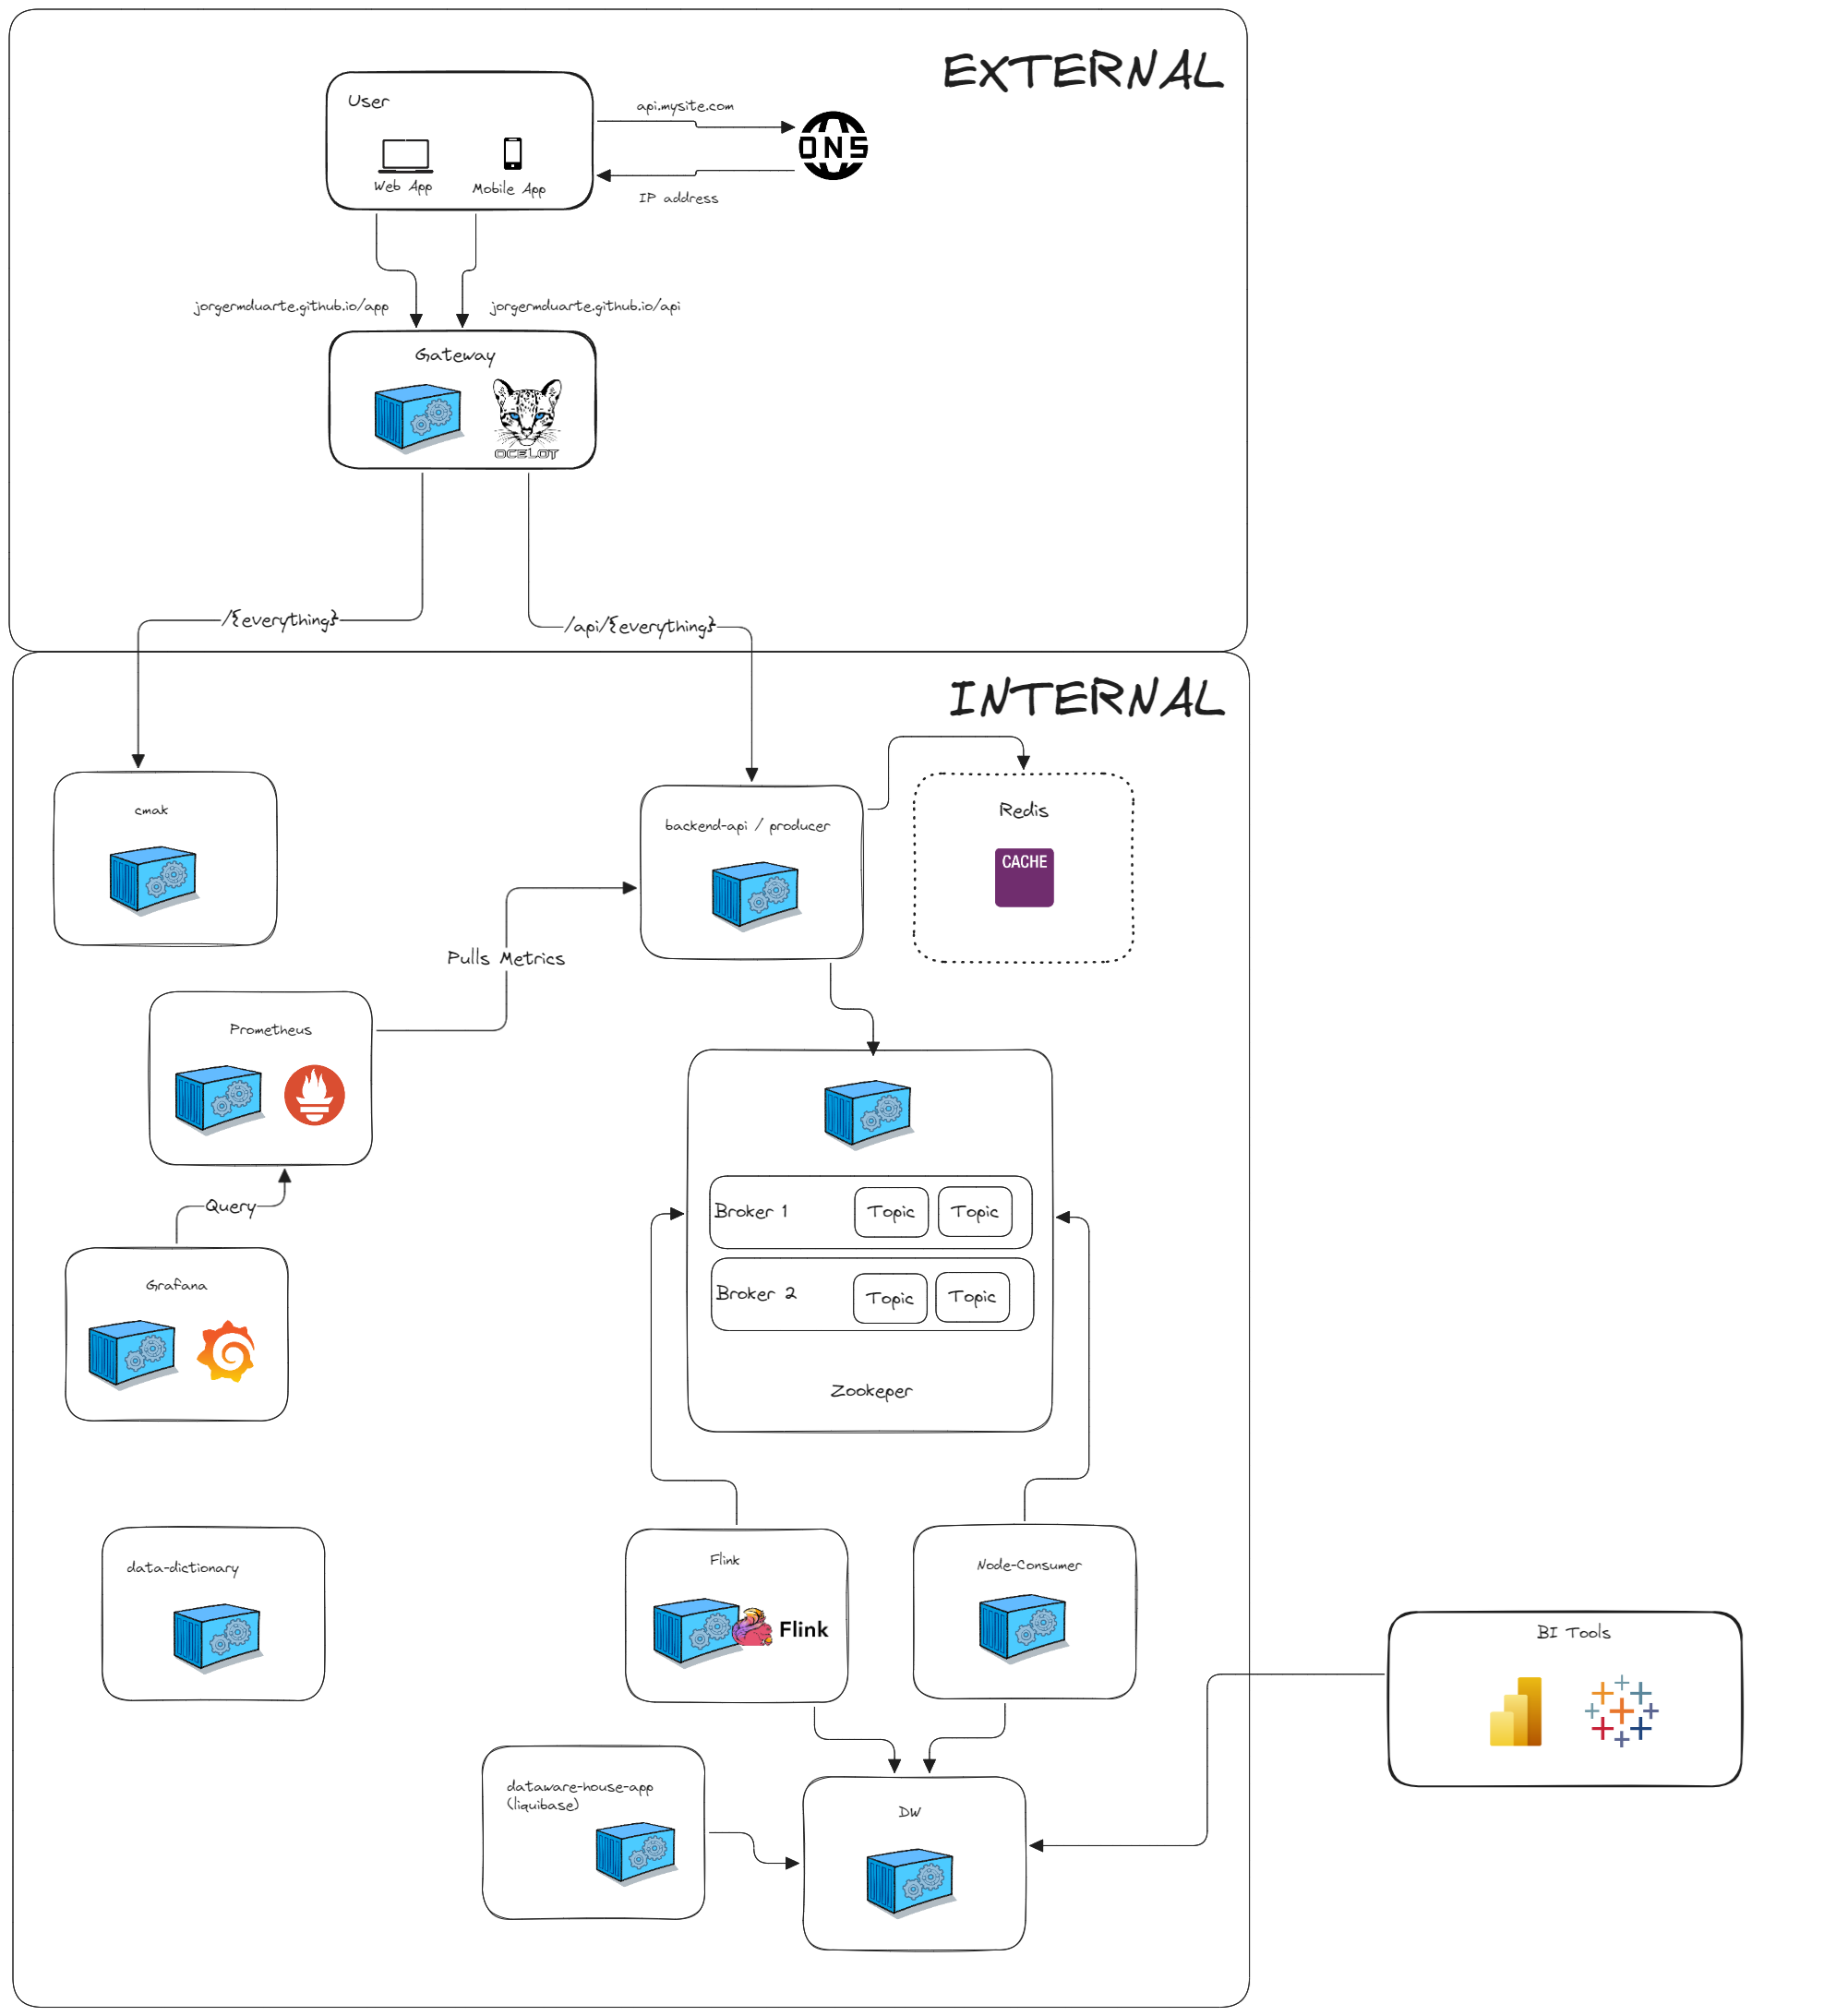 EXTERNAL
User
Web App
Mobile App
api.mysite.com
DNS
IP address
jorgermduarte.github.io/app
jorgermduarte.github.io/api
Gateway
OCELOT
/{everything}
/api/{everything}
INTERNAL
cmak
backend-api / producer
Redis
CACHE
Pulls Metrics
Prometheus
Query
Grafana
Broker 1
Topic
Topic
Broker 2
Topic
Topic
Zookeper
data-dictionary
Flink
Flink
Node-Consumer
BI Tools
dataware-house-app
(liquibase)
DW